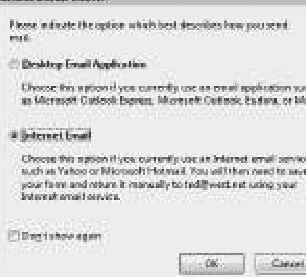 Please indicate the option which best describes how you send
mail.
Desktop Email Application
Choose this option if you currently use an email application such
as Microsoft Outlook Express, Microsoft Outlook, Eudora, or
Internet Email
Choose this option if you currently use an Internet email service
such as Yahoo or Microsoft Hotmail. You will then need to save
your form and return it manually to using your
Internet email service.
Don't show again
OK Cancel